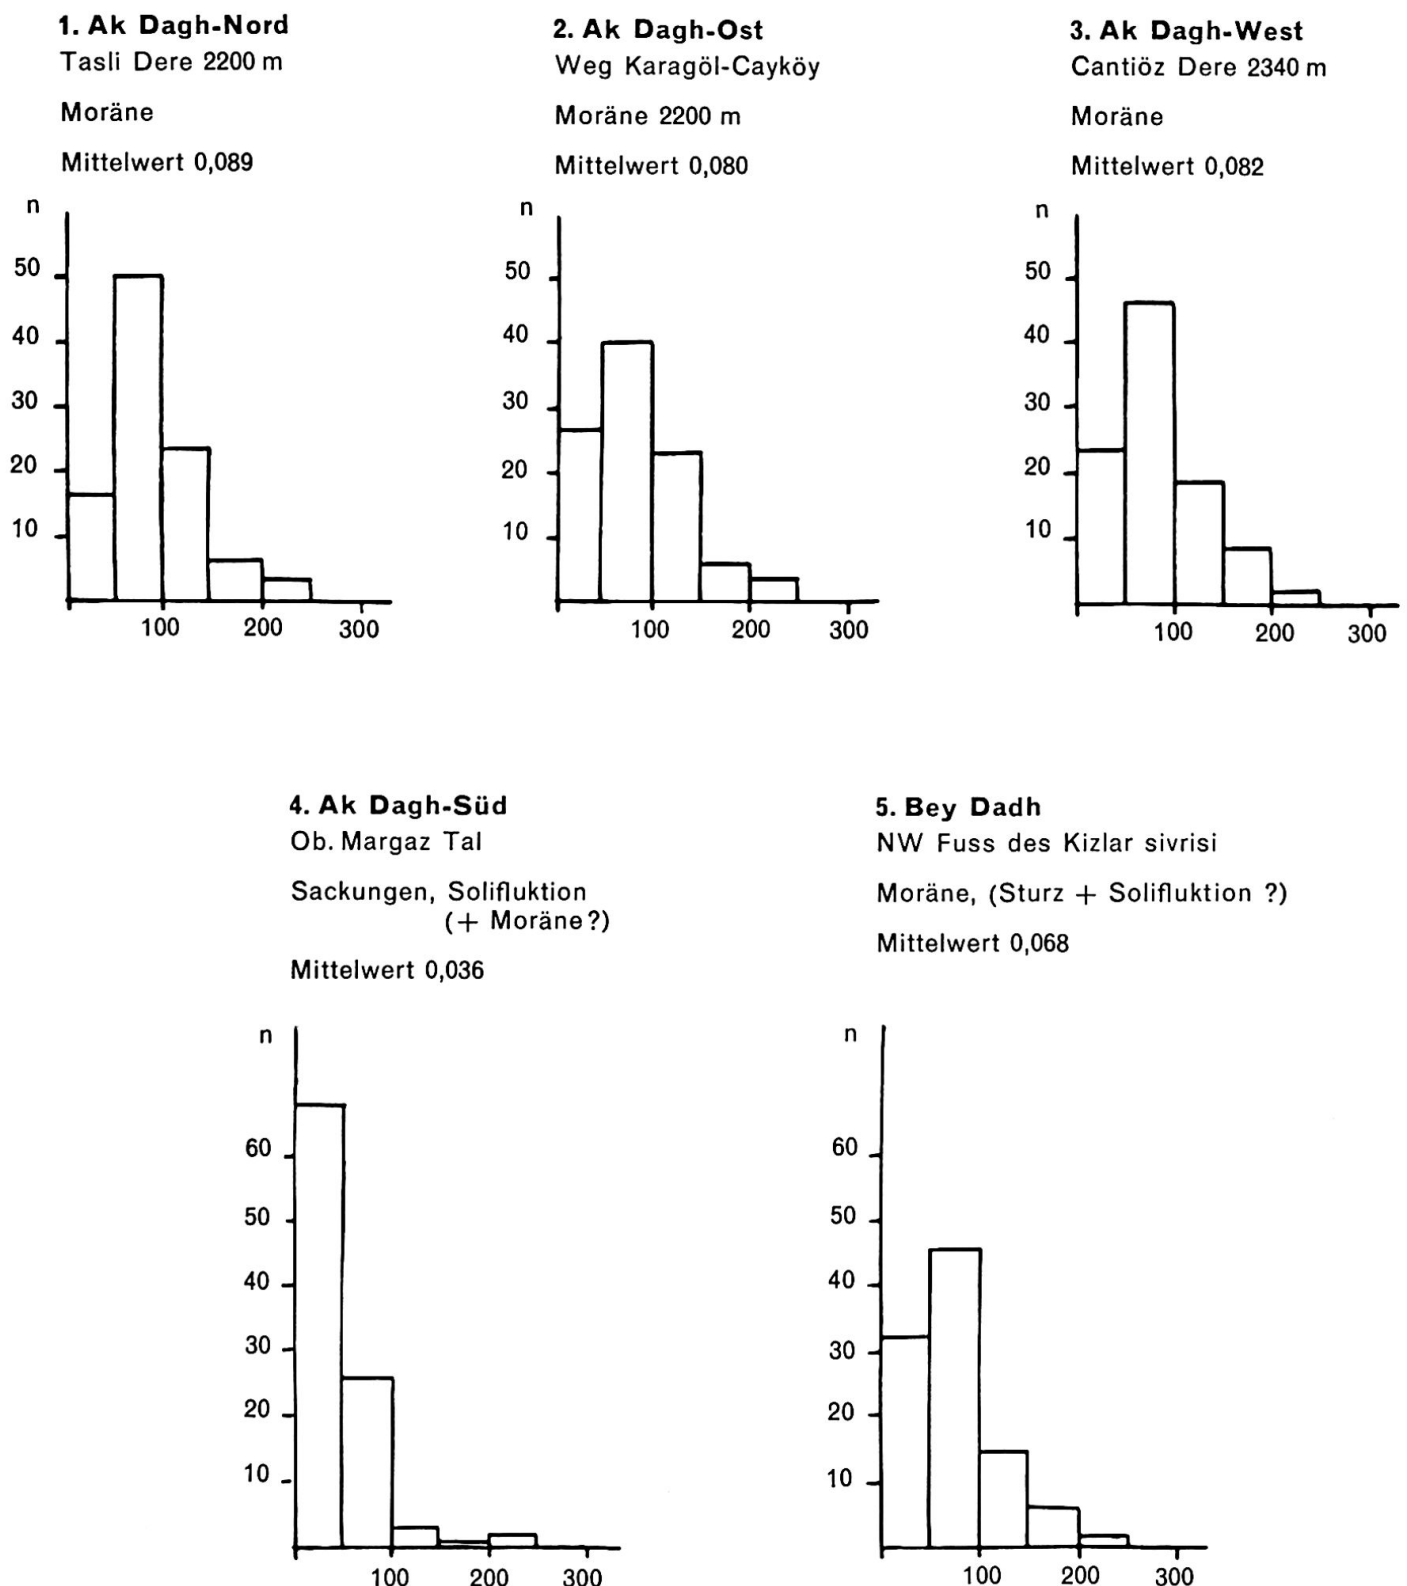 1. Ak Dagh-Nord
Tasli Dere 2200 m
Moräne
Mittelwert 0,089
n
50
40
30
20
10
100 200 300
2. Ak Dagh-Ost
Weg Karagöl-Cayköy
Moräne 2200 m
Mittelwert 0,080
n
50
40
30
20
10
100 200 300
3. Ak Dagh-West
Cantiöz Dere 2340 m
Moräne
Mittelwert 0,082
n
50
40
30
20
10
100 200 300
4. Ak Dagh-Süd
Ob. Margaz Tal
Sackungen, Solifluktion
(+ Moräne?)
Mittelwert 0,036
n
60
50
40
30
20
10
100 200 300
5. Bey Dadh
NW Fuss des Kizlar sivrisi
Moräne, (Sturz + Solifluktion ?)
Mittelwert 0,068
n
60
50
40
30
20
10
100 200 300